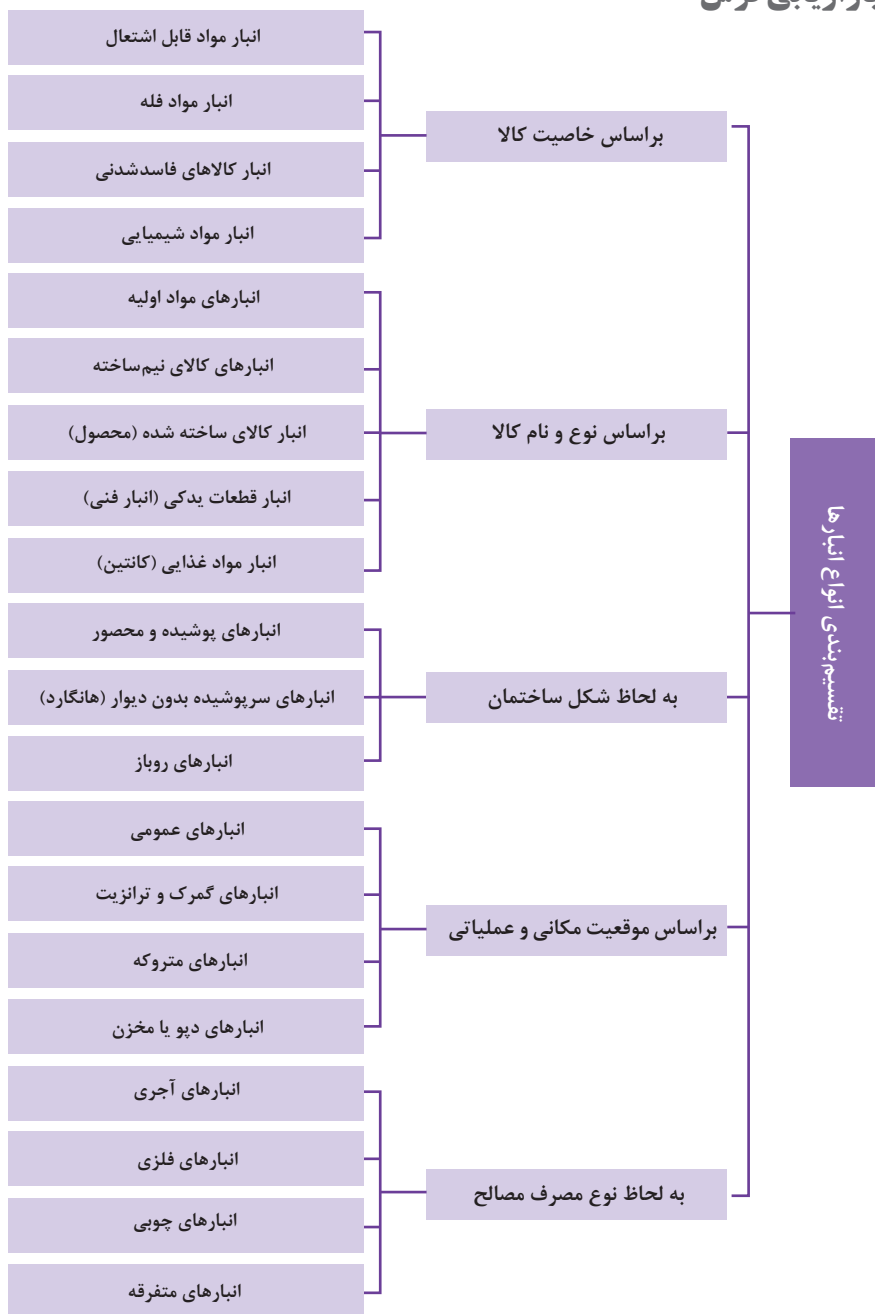 تقسیم‌بندی انواع انبارها
براساس خاصیت کالا
انبار مواد قابل اشتعال
انبار مواد فله
انبار کالاهای فاسدشدنی
انبار مواد شیمیایی
براساس نوع و نام کالا
انبارهای مواد اولیه
انبارهای کالای نیم‌ساخته
انبار کالای ساخته شده (محصول)
انبار قطعات یدکی (انبار فنی)
انبار مواد غذایی (کانتین)
به لحاظ شکل ساختمان
انبارهای پوشیده و محصور
انبارهای سرپوشیده بدون دیوار (هانگارد)
انبارهای روباز
براساس موقعیت مکانی و عملیاتی
انبارهای عمومی
انبارهای گمرک و ترانزیت
انبارهای متروکه
انبارهای دپو یا مخزن
به لحاظ نوع مصرف مصالح
انبارهای آجری
انبارهای فلزی
انبارهای چوبی
انبارهای متفرقه